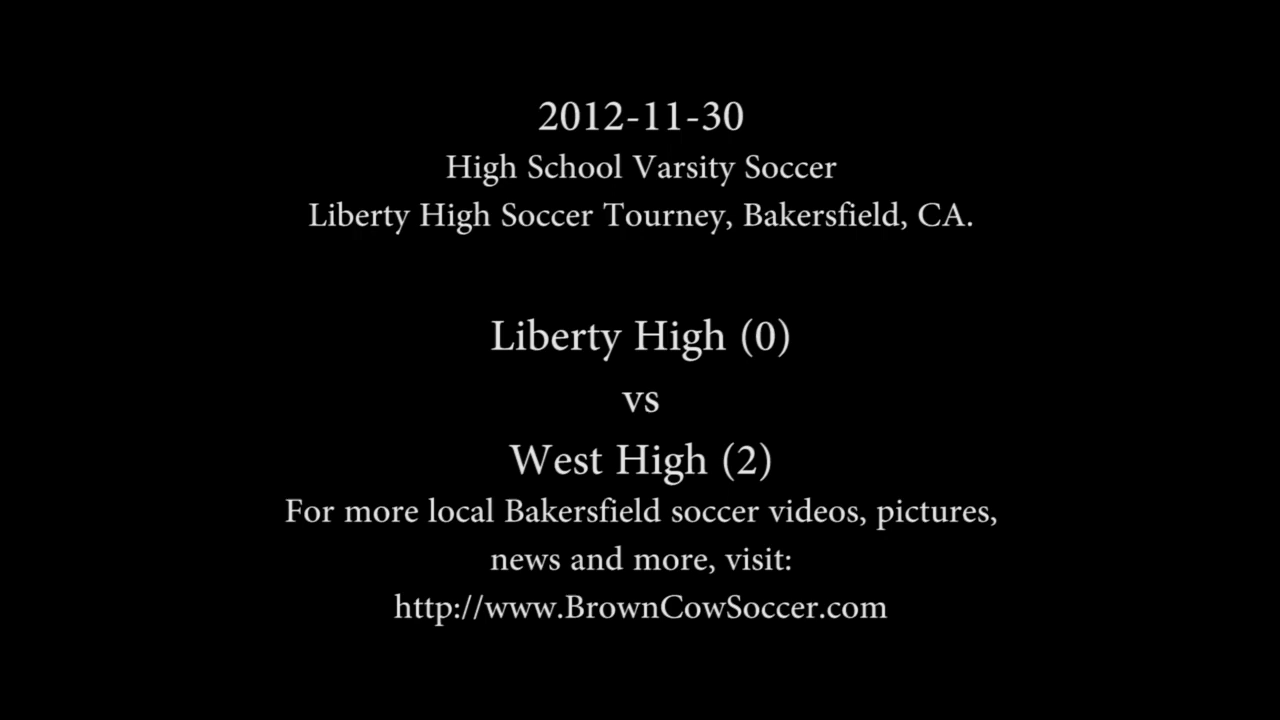 2012-11-30
High School Varsity Soccer
Liberty High Soccer Tourney, Bakersfield, CA.
Liberty High (0)
vs
West High (2)
For more local Bakersfield soccer videos, pictures,
news and more, visit:
http://www.BrownCowSoccer.com